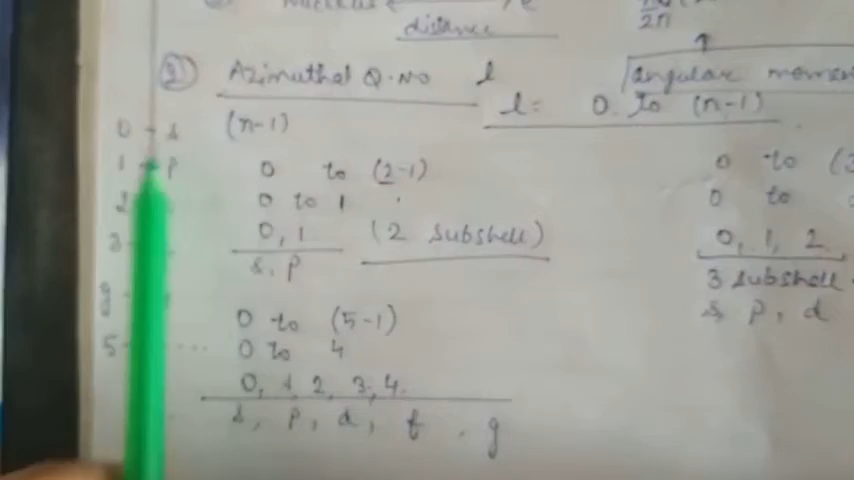 Nucleus
distance
2π
2) Azimuthal Q.No l
angular momen
l = 0 to (n-1)
(n-1)
0 - s
1 - p
2
3
5 ....
0 to (2-1)
0 to 1
0, 1 (2 subshell)
s, p
0 to (5-1)
0 to 4
0, 1, 2, 3, 4.
s, p, d, f, g
0 to (3
0 to
0, 1, 2
3 subshell
s, p, d